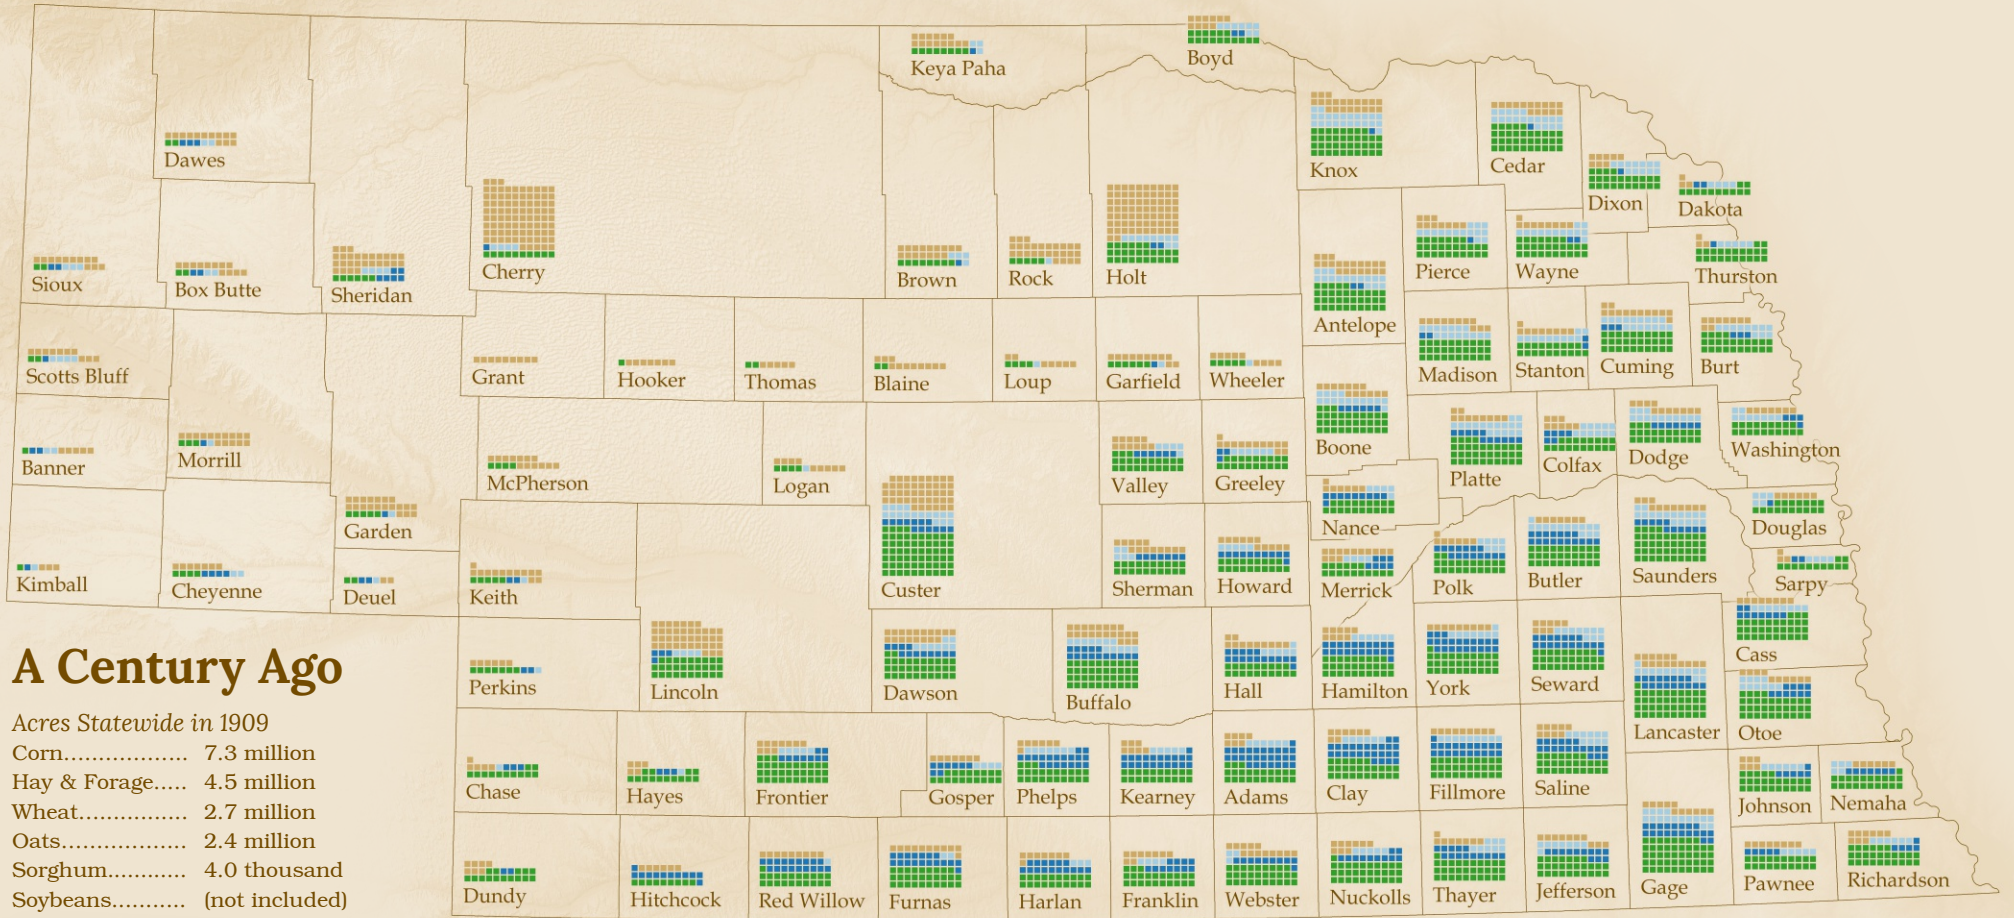 Boyd
Keya Paha
Dawes
Knox
Cedar
Dixon
Dakota
Sioux
Box Butte
Sheridan
Cherry
Brown
Rock
Holt
Pierce
Wayne
Thurston
Antelope
Scotts Bluff
Grant
Hooker
Thomas
Blaine
Loup
Garfield
Wheeler
Madison
Stanton
Cuming
Burt
Banner
Morrill
McPherson
Logan
Valley
Greeley
Boone
Platte
Colfax
Dodge
Washington
Garden
Nance
Douglas
Kimball
Cheyenne
Deuel
Keith
Custer
Sherman
Howard
Merrick
Polk
Butler
Saunders
Sarpy
Perkins
Lincoln
Dawson
Buffalo
Hall
Hamilton
York
Seward
Cass
Lancaster
Otoe
Chase
Hayes
Frontier
Gosper
Phelps
Kearney
Adams
Clay
Fillmore
Saline
Johnson
Nemaha
Dundy
Hitchcock
Red Willow
Furnas
Harlan
Franklin
Webster
Nuckolls
Thayer
Jefferson
Gage
Pawnee
Richardson
A Century Ago
Acres Statewide in 1909
Corn.................. 7.3 million
Hay & Forage..... 4.5 million
Wheat................ 2.7 million
Oats................... 2.4 million
Sorghum............ 4.0 thousand
Soybeans........... (not included)